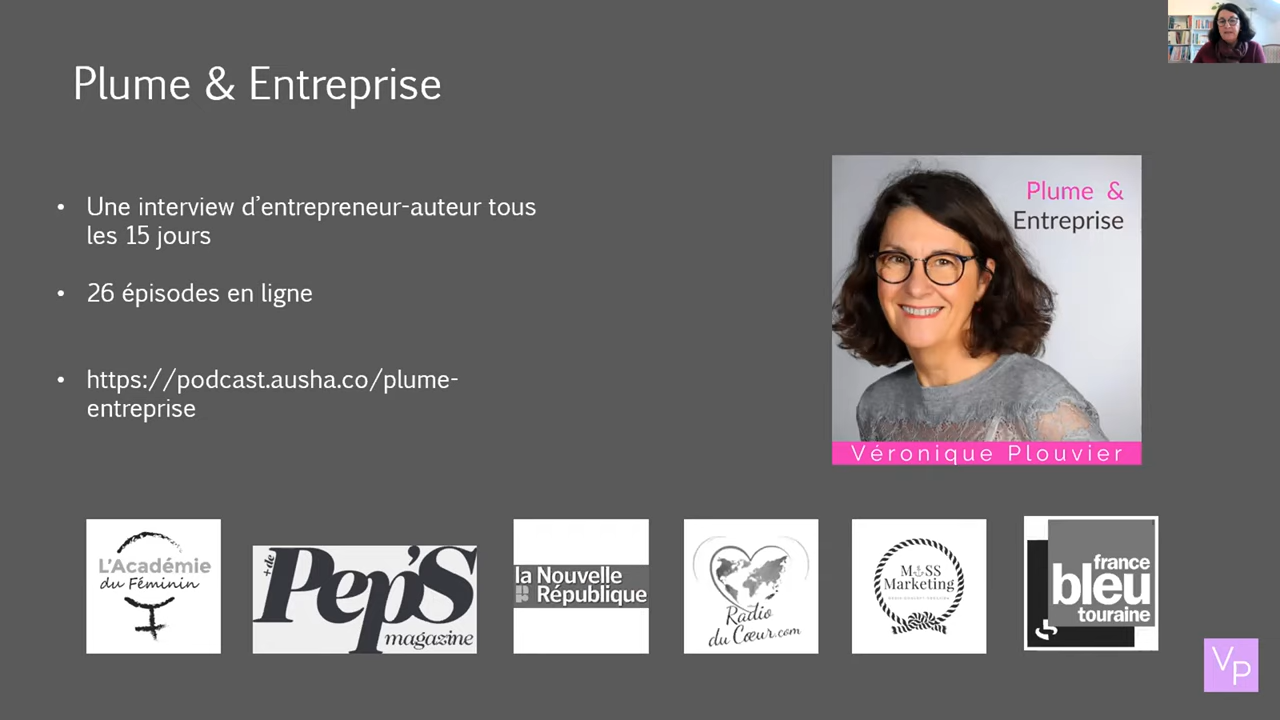 Plume & Entreprise
• Une interview d’entrepreneur-auteur tous
les 15 jours
• 26 épisodes en ligne
• https://podcast.ausha.co/plume-
entreprise
Plume &
Entreprise
Véronique Plouvier
L'Académie
du Féminin
+de
Pep'S
magazine
la Nouvelle
République
Radio
du Cœur.com
MSS
Marketing
france
bleu
touraine
VP